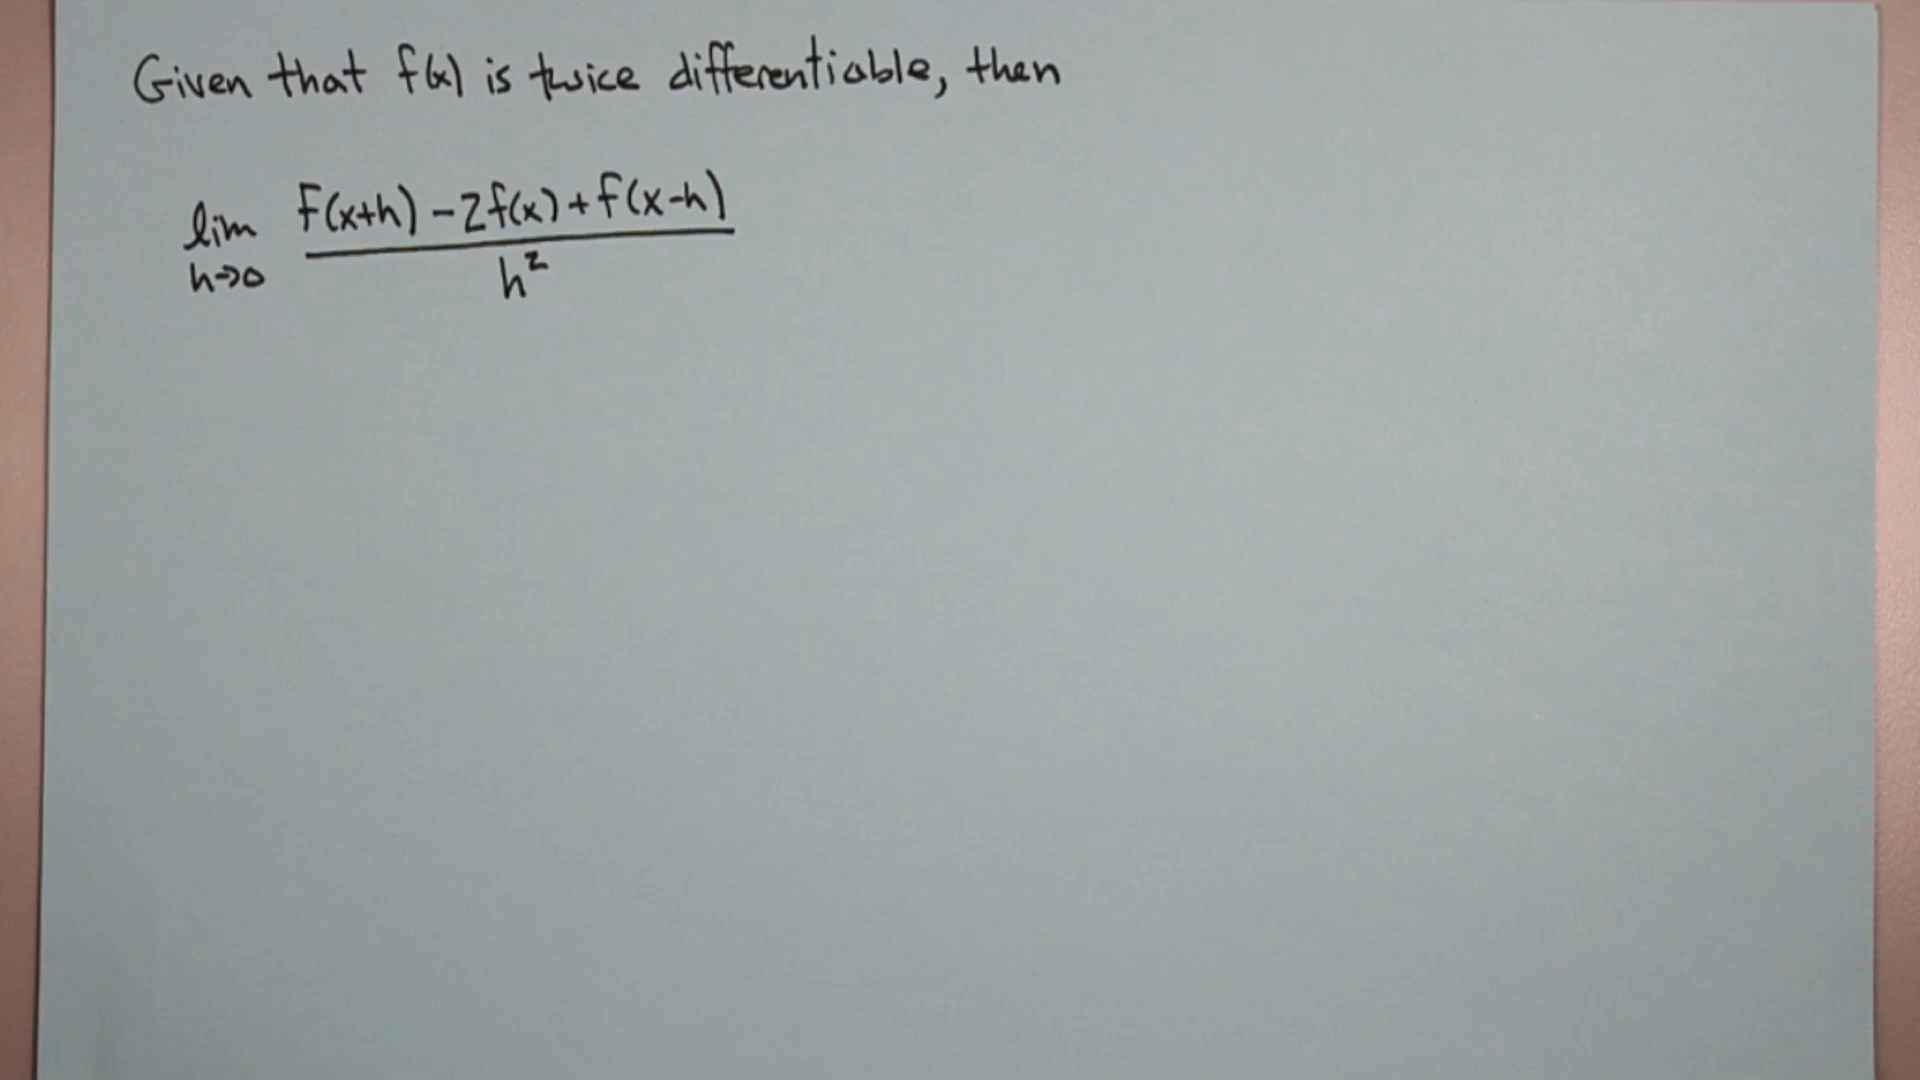 Given that f(x) is twice differentiable, then
lim h→0 f(x+h) - 2f(x) + f(x-h) / h²